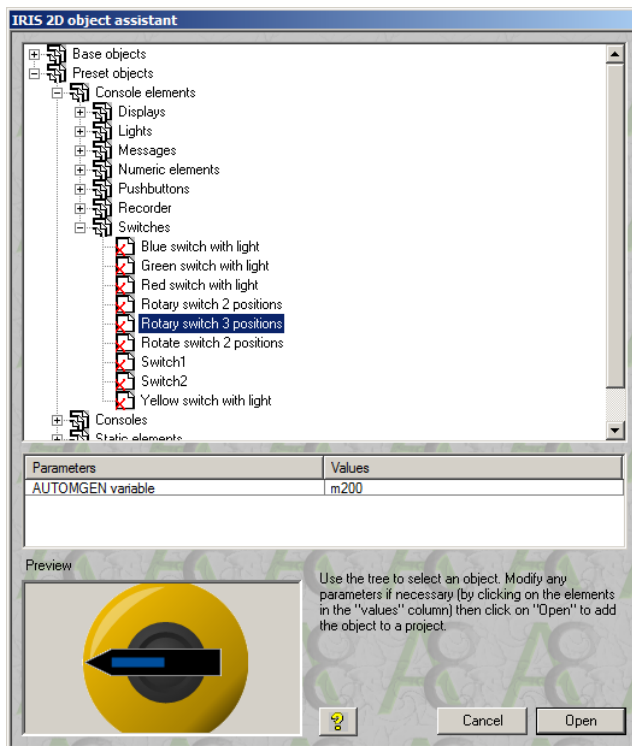 IRIS 2D object assistant
Base objects
Preset objects
Console elements
Displays
Lights
Messages
Numeric elements
Pushbuttons
Recorder
Switches
Blue switch with light
Green switch with light
Red switch with light
Rotary switch 2 positions
Rotary switch 3 positions
Rotate switch 2 positions
Switch1
Switch2
Yellow switch with light
Consoles
Static elements
Parameters Values
AUTOMGEN variable m200
Preview
Use the tree to select an object. Modify any
parameters if necessary (by clicking on the elements
in the "values" column) then click on "Open" to add
the object to a project.
? Cancel Open